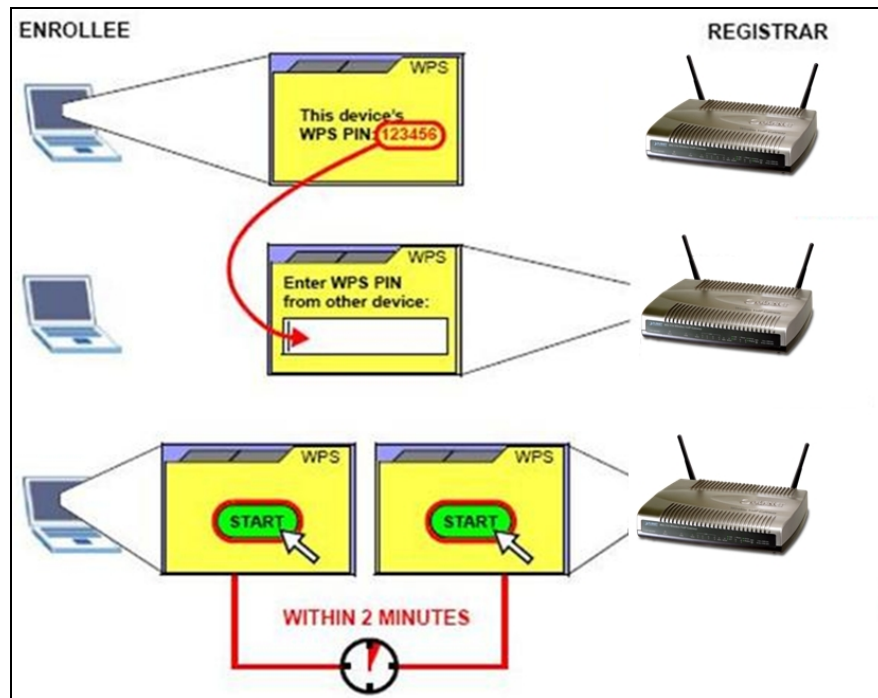 ENROLLEE
REGISTRAR
WPS
This device's
WPS PIN: 123456
WPS
Enter WPS PIN
from other device:
WPS
WPS
START
START
WITHIN 2 MINUTES